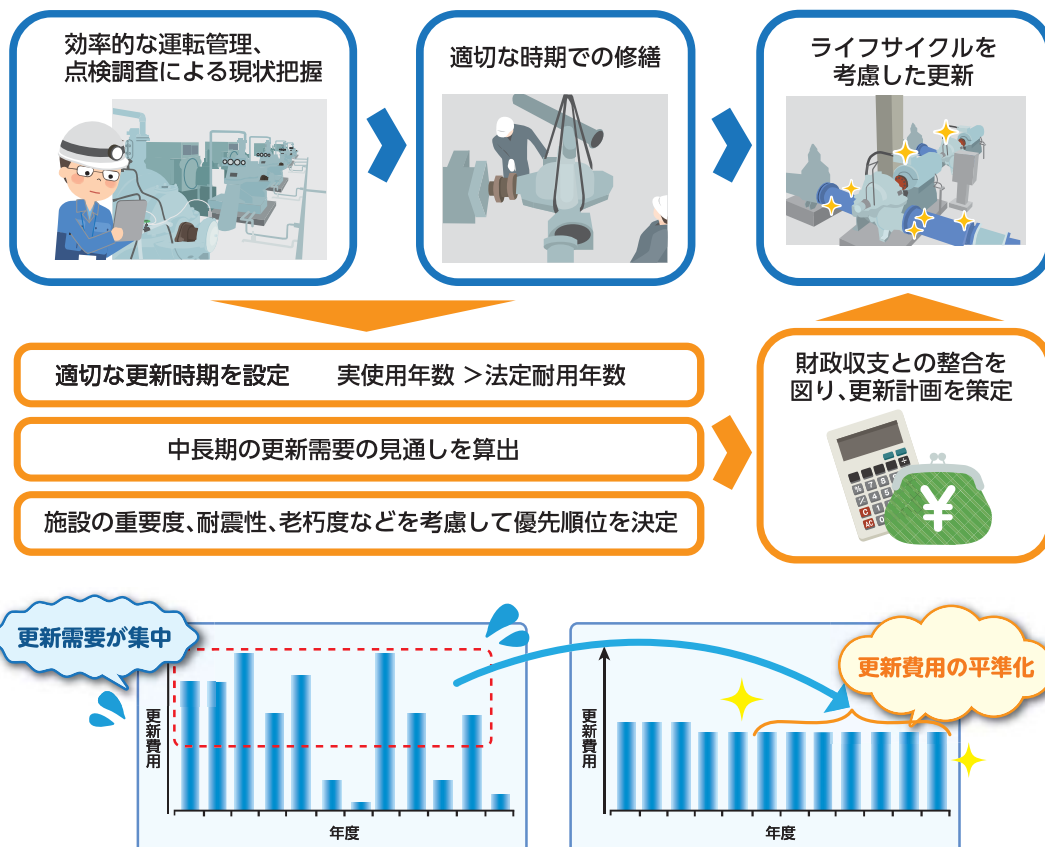 効率的な運転管理、
点検調査による現状把握
適切な時期での修繕
ライフサイクルを
考慮した更新
適切な更新時期を設定 実使用年数 >法定耐用年数
中長期の更新需要の見通しを算出
施設の重要度、耐震性、老朽度などを考慮して優先順位を決定
財政収支との整合を
図り、更新計画を策定
¥
更新需要が集中
更新費用
年度
更新費用の平準化
更新費用
年度